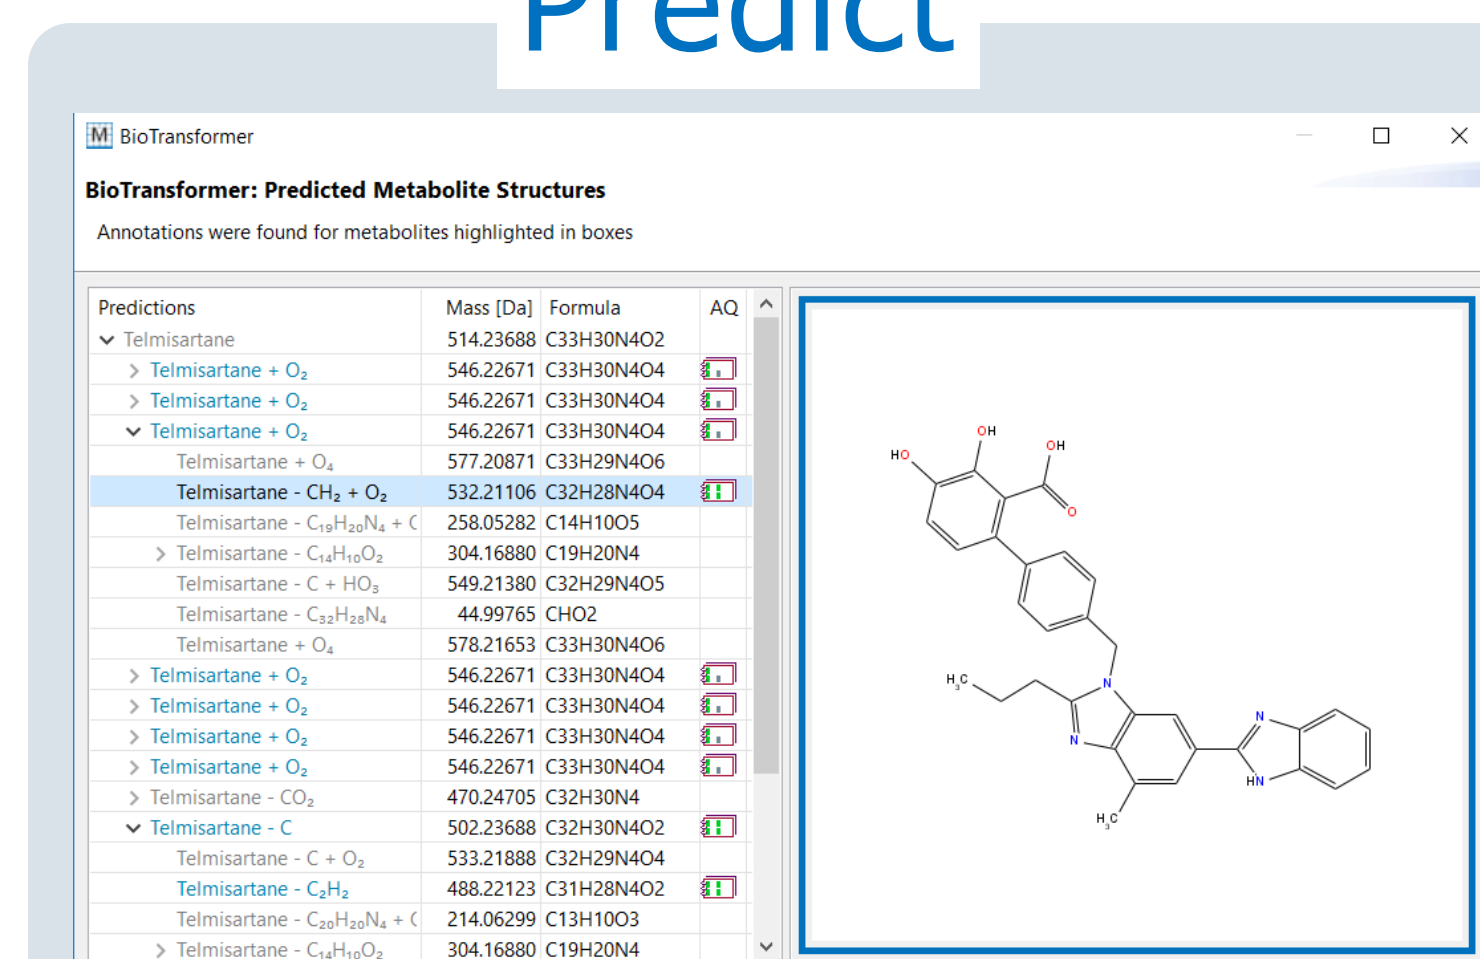 Predict
BioTransformer
BioTransformer: Predicted Metabolite Structures
Annotations were found for metabolites highlighted in boxes
Predictions Mass [Da] Formula AQ
Telmisartane 514.23688 C33H30N4O2
Telmisartane + O₂ 546.22671 C33H30N4O4
Telmisartane + O₂ 546.22671 C33H30N4O4
Telmisartane + O₂ 546.22671 C33H30N4O4
Telmisartane + O₄ 577.20871 C33H29N4O6
Telmisartane - CH₂ + O₂ 532.21106 C32H28N4O4
Telmisartane - C₁₉H₂₀N₄ + 258.05282 C14H10O5
Telmisartane - C₁₄H₁₀O₂ 304.16880 C19H20N4
Telmisartane - C + HO₃ 549.21380 C32H29N4O5
Telmisartane - C₃₂H₂₈N₄ 44.99765 CHO2
Telmisartane + O₄ 578.21653 C33H30N4O6
Telmisartane + O₂ 546.22671 C33H30N4O4
Telmisartane + O₂ 546.22671 C33H30N4O4
Telmisartane + O₂ 546.22671 C33H30N4O4
Telmisartane + O₂ 546.22671 C33H30N4O4
Telmisartane - CO₂ 470.24705 C32H30N4
Telmisartane - C 502.23688 C32H30N4O2
Telmisartane - C + O₂ 533.21888 C32H29N4O4
Telmisartane - C₂H₂ 488.22123 C31H28N4O2
Telmisartane - C₂₀H₂₀N₄ + 214.06299 C13H10O3
Telmisartane - C₁₄H₁₀O₂ 304.16880 C19H20N4
OH
HO
OH
O
H₃C
N
N
N
HN
H₃C